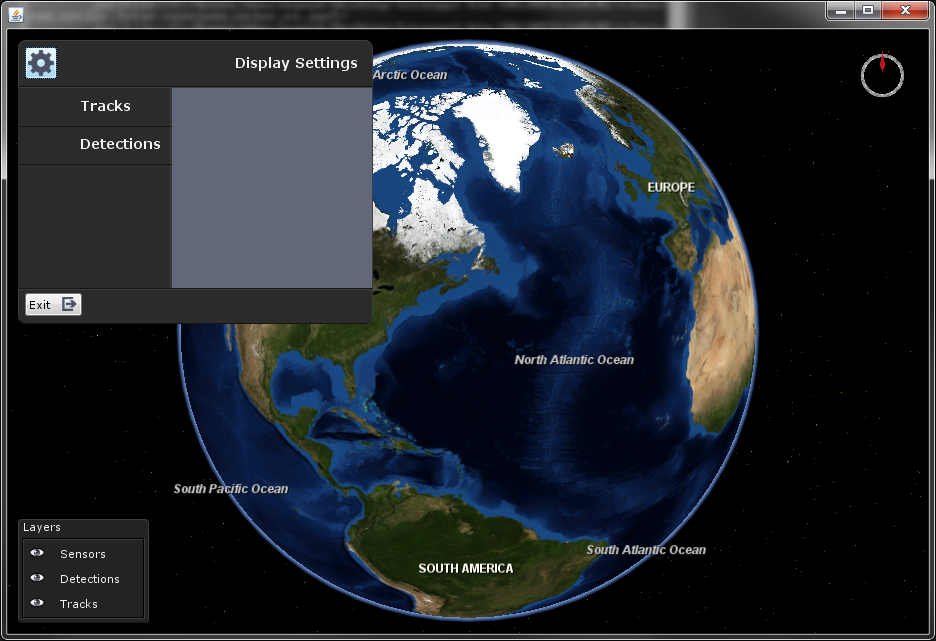 Display Settings
Tracks
Detections
Exit
Arctic Ocean
EUROPE
North Atlantic Ocean
South Pacific Ocean
South Atlantic Ocean
SOUTH AMERICA
Layers
Sensors
Detections
Tracks